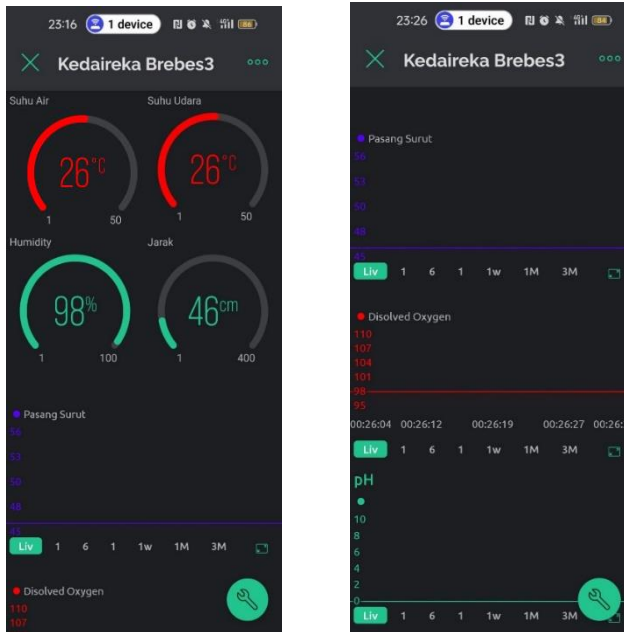 23:16 1 device 86
Kedaireka Brebes3
Suhu Air Suhu Udara
26°C 26°C
1 50 1 50
Humidity Jarak
98% 46cm
1 100 1 400
Pasang Surut
56
53
50
48
45
Liv 1 6 1 1w 1M 3M
Disolved Oxygen
110
107
23:26 1 device 84
Kedaireka Brebes3
Pasang Surut
56
53
50
48
45
Liv 1 6 1 1w 1M 3M
Disolved Oxygen
110
107
104
101
98
95
00:26:04 00:26:12 00:26:19 00:26:27 00:26:
Liv 1 6 1 1w 1M 3M
pH
10
8
6
4
2
0
Liv 1 6 1 1w 1M 3M